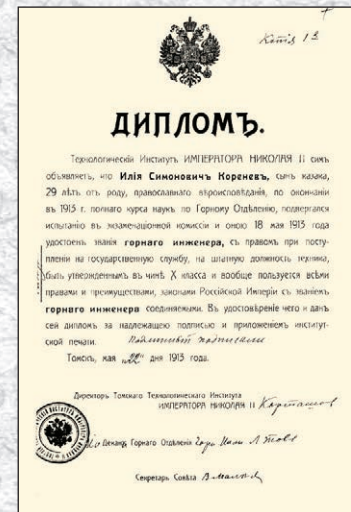 Копія 13
ДИПЛОМЪ.
Технологическій Институтъ ИМПЕРАТОРА НИКОЛАЯ II симъ
объявляетъ, что Илія Симоновичъ Кореневъ, сынъ казака,
29 лѣтъ отъ роду, православнаго вѣроисповѣданія, по окончаніи
въ 1913 г. полнаго курса наукъ по Горному Отдѣленію, подвергался
испытанію въ экзаменаціонной комиссіи и оною 18 мая 1913 года
удостоенъ званія горнаго инженера, съ правомъ при посту-
пленіи на государственную службу, на штатную должность техника,
быть утвержденнымъ въ чинѣ X класса и вообще пользуется всѣми
правами и преимуществами, законами Россійской Имперіи съ званіемъ
горнаго инженера соединяемыми. Въ удостовѣреніе чего и данъ
сей дипломъ за надлежащею подписью и приложеніемъ институт-
ской печати. Подлинный подписали
Томскъ, мая „22" дня 1913 года.
Директоръ Томскаго Технологическаго Института
ИМПЕРАТОРА НИКОЛАЯ II Карташовъ
Деканъ Горнаго Отдѣленія
Секретарь Совѣта